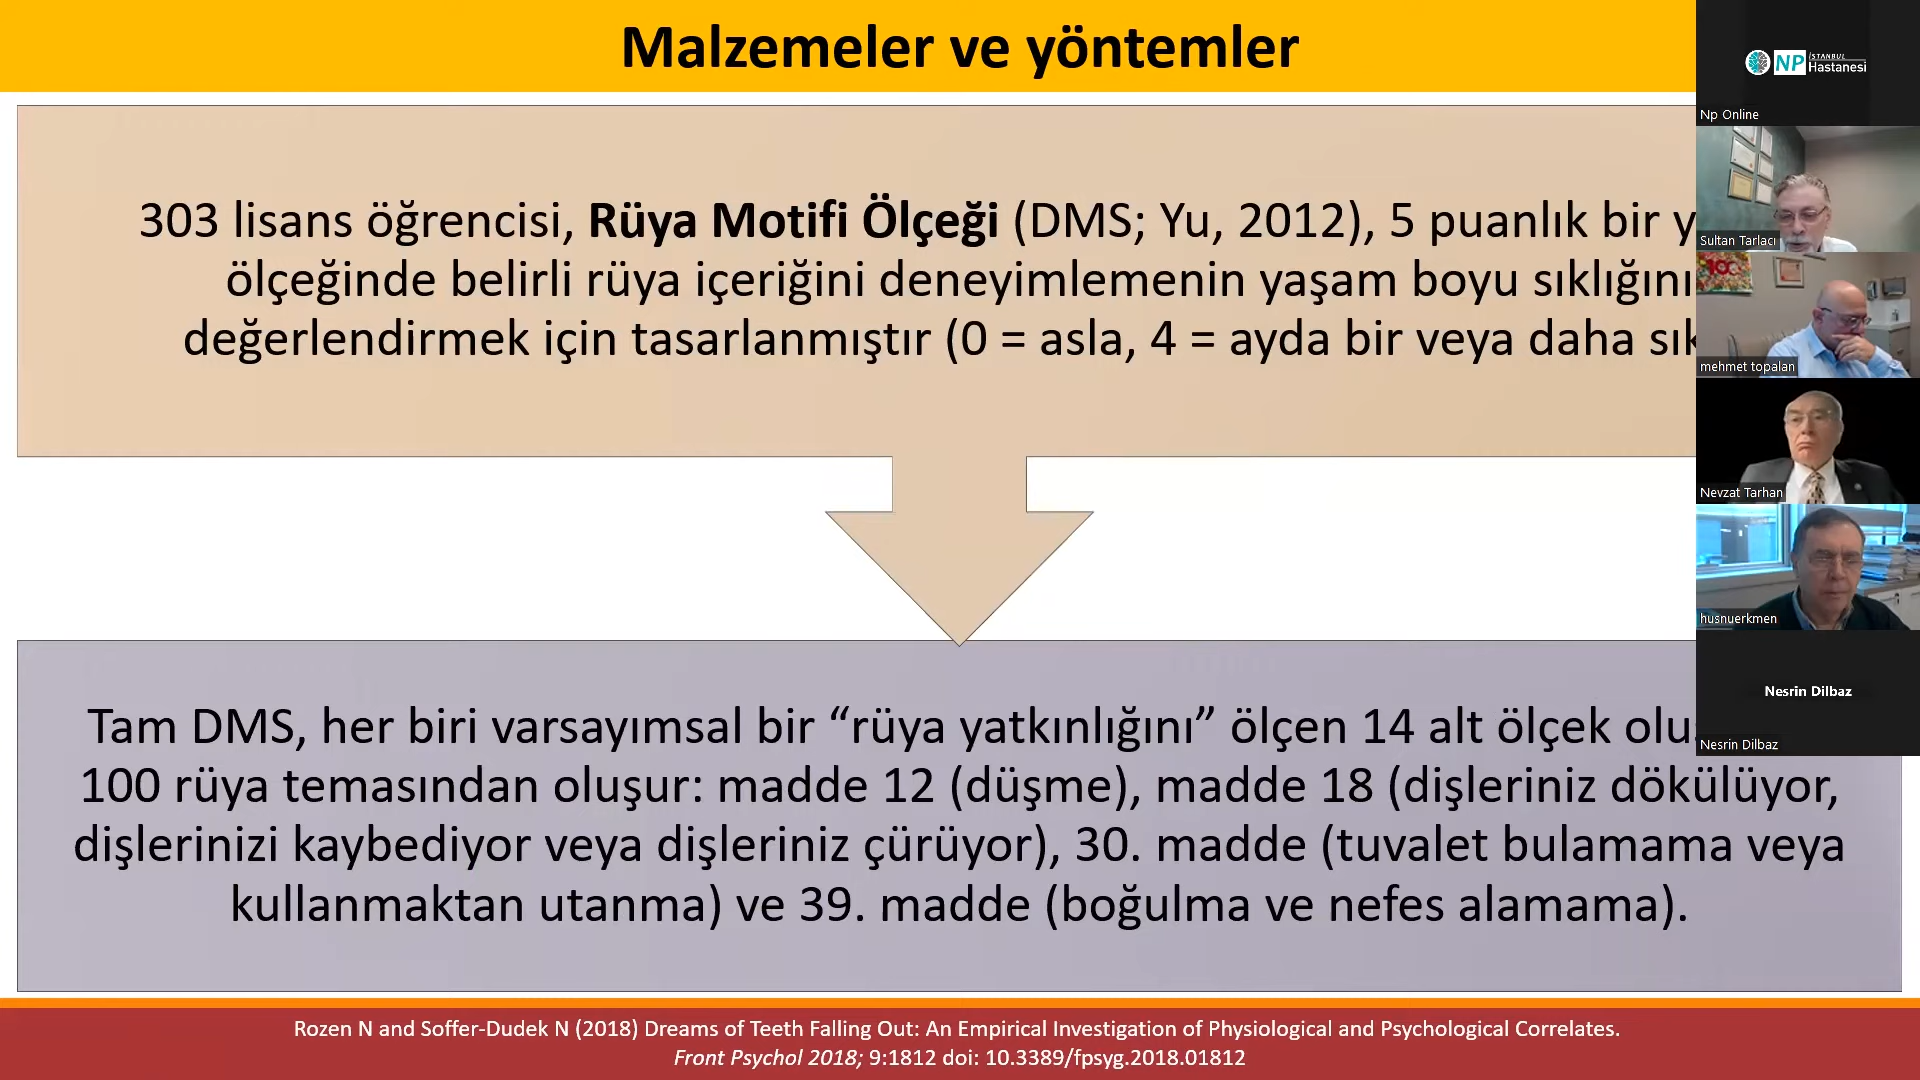 Malzemeler ve yöntemler
303 lisans öğrencisi, Rüya Motifi Ölçeği (DMS; Yu, 2012), 5 puanlık bir
ölçeğinde belirli rüya içeriğini deneyimlemenin yaşam boyu sıklığını
değerlendirmek için tasarlanmıştır (0 = asla, 4 = ayda bir veya daha
Tam DMS, her biri varsayımsal bir “rüya yatkınlığını” ölçen 14 alt ölçek
100 rüya temasından oluşur: madde 12 (düşme), madde 18 (dişleriniz dökülüyor,
dişlerinizi kaybediyor veya dişleriniz çürüyor), 30. madde (tuvalet bulamama veya
kullanmaktan utanma) ve 39. madde (boğulma ve nefes alamama).
Rozen N and Soffer-Dudek N (2018) Dreams of Teeth Falling Out: An Empirical Investigation of Physiological and Psychological Correlates.
Front Psychol 2018; 9:1812 doi: 10.3389/fpsyg.2018.01812
NP İSTANBUL
Hastanesi
Np Online
Sultan Tarlacı
mehmet topalan
Nevzat Tarhan
husnuerkmen
Nesrin Dilbaz
Nesrin Dilbaz